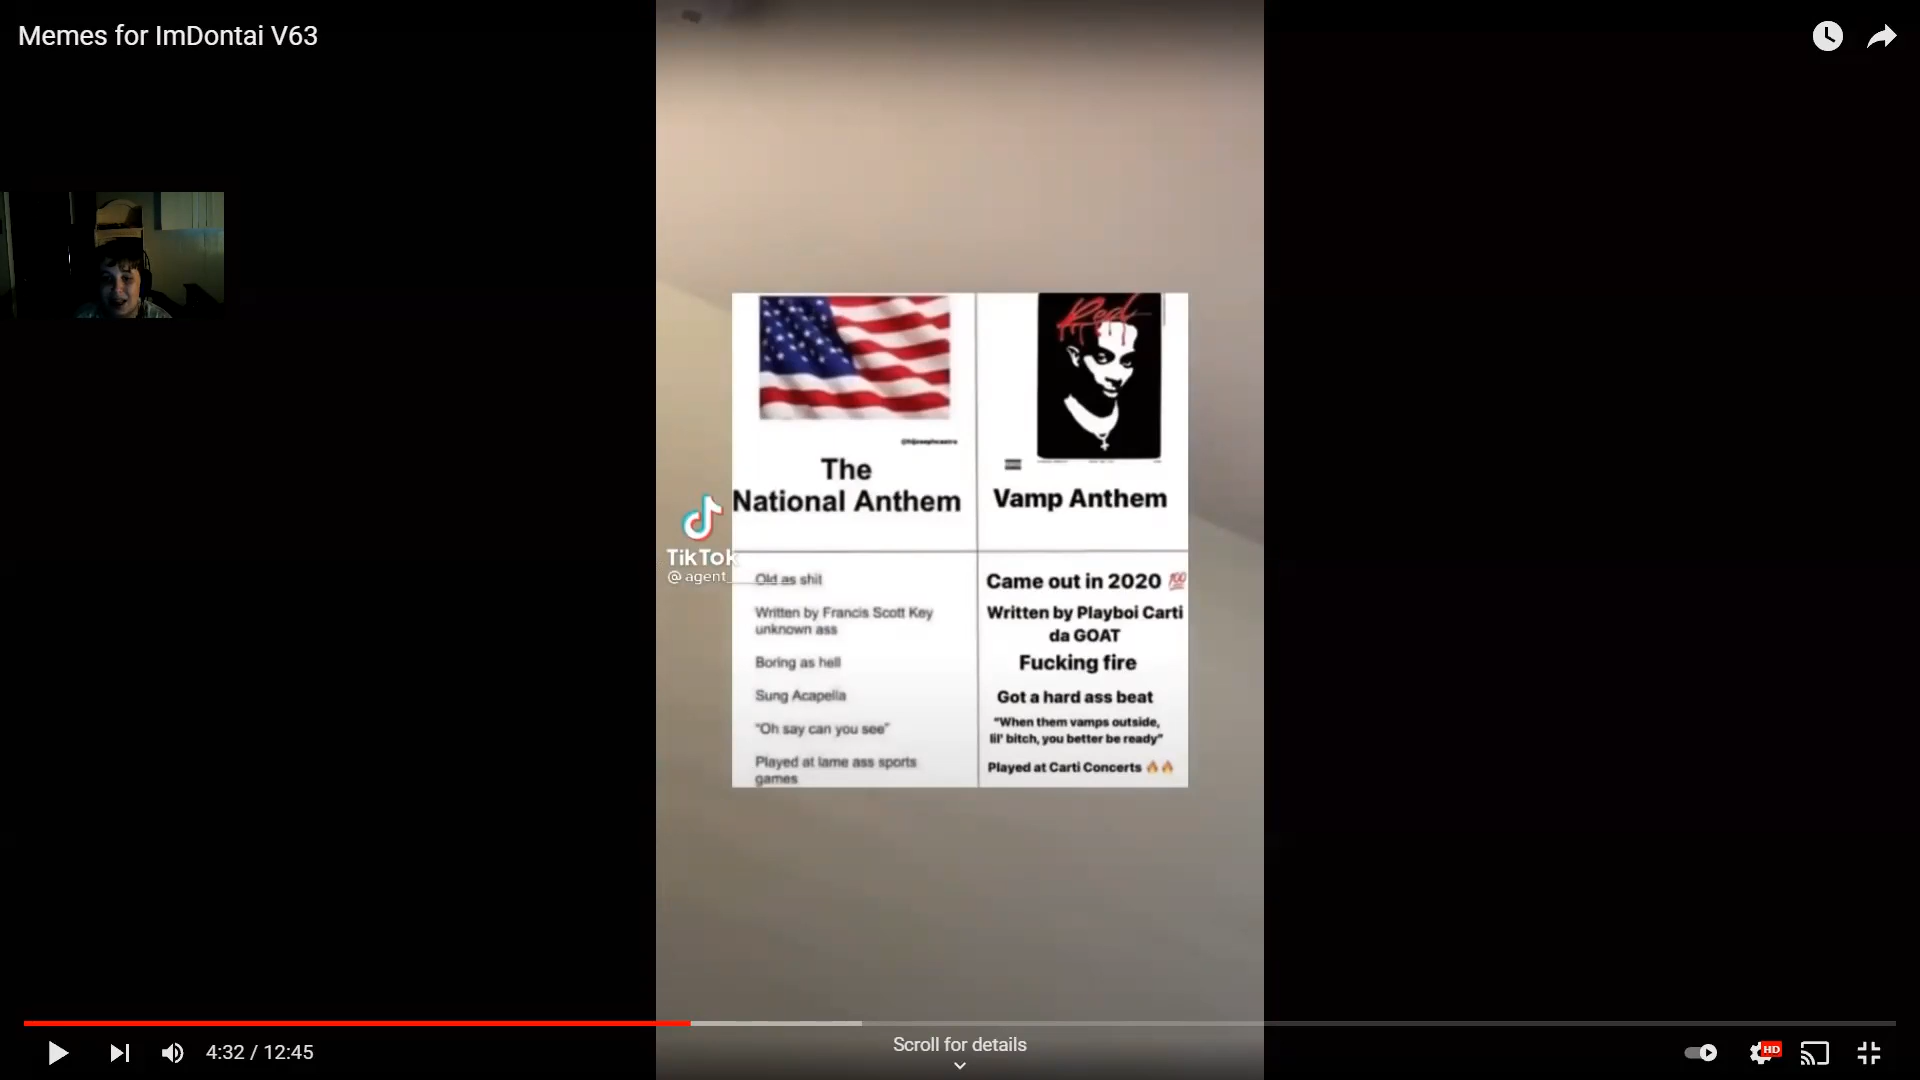 Memes for ImDontai V63
Red
The
National Anthem
Vamp Anthem
TikTok
@agent_
Old as shit
Written by Francis Scott Key
unknown ass
Boring as hell
Sung Acapella
"Oh say can you see"
Played at lame ass sports
games
Came out in 2020 💯
Written by Playboi Carti
da GOAT
Fucking fire
Got a hard ass beat
"When them vamps outside,
lil' bitch, you better be ready"
Played at Carti Concerts 🔥🔥
Scroll for details
4:32 / 12:45
HD